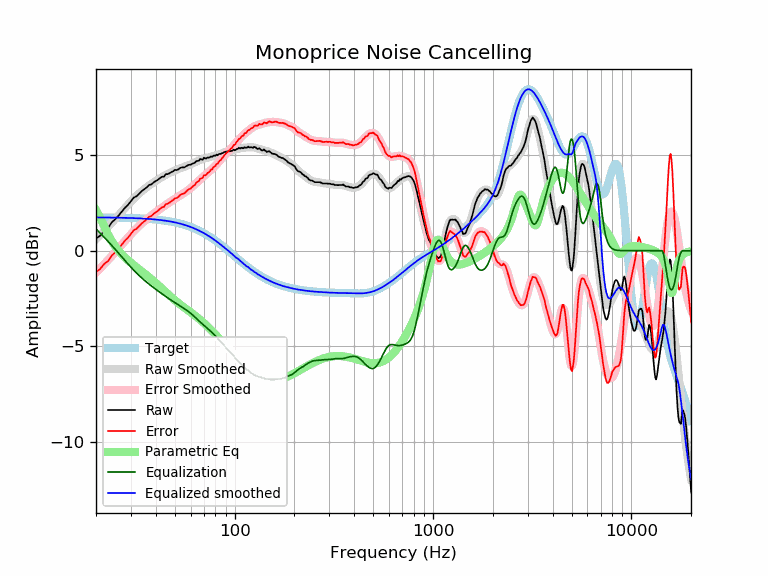 Monoprice Noise Cancelling
Amplitude (dBr)
5
0
−5
−10
Target
Raw Smoothed
Error Smoothed
Raw
Error
Parametric Eq
Equalization
Equalized smoothed
100 1000 10000
Frequency (Hz)